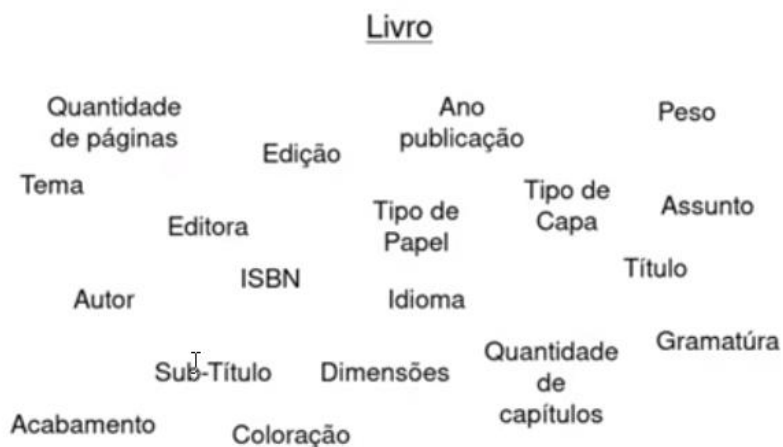 Livro
Quantidade
de páginas
Ano
publicação
Peso
Edição
Tema
Tipo de
Capa
Assunto
Editora
Tipo de
Papel
ISBN
Título
Autor
Idioma
Gramatúra
Sub-Título
Dimensões
Quantidade
de
capítulos
Acabamento
Coloração